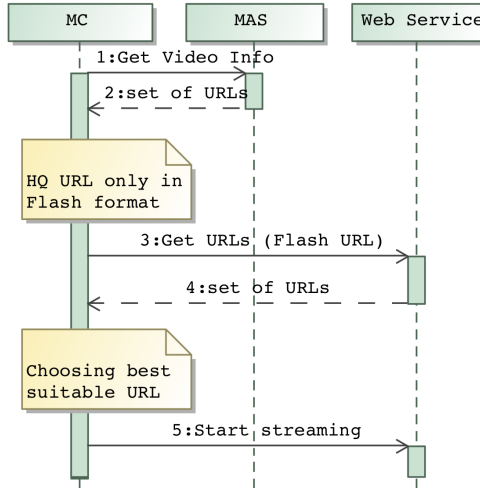 MC
MAS
Web Service
1:Get Video Info
2:set of URLs
HQ URL only in
Flash format
3:Get URLs (Flash URL)
4:set of URLs
Choosing best
suitable URL
5:Start streaming